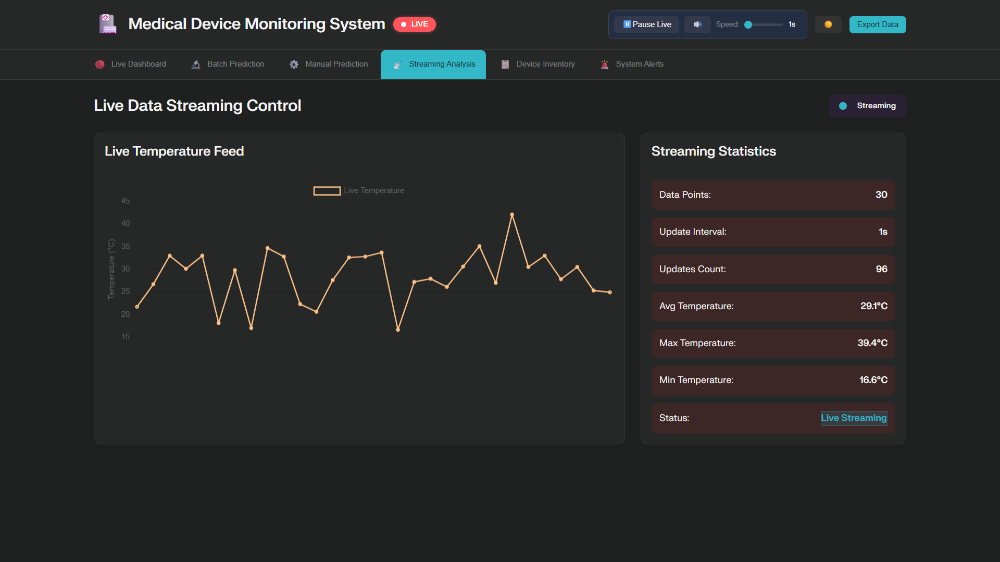 Medical Device Monitoring System
LIVE
Pause Live
Speed:
1s
Export Data
Live Dashboard
Batch Prediction
Manual Prediction
Streaming Analysis
Device Inventory
System Alerts
Live Data Streaming Control
Streaming
Live Temperature Feed
Live Temperature
Temperature (°C)
45
40
35
30
25
20
15
Streaming Statistics
Data Points: 30
Update Interval: 1s
Updates Count: 96
Avg Temperature: 29.1°C
Max Temperature: 39.4°C
Min Temperature: 16.6°C
Status: Live Streaming